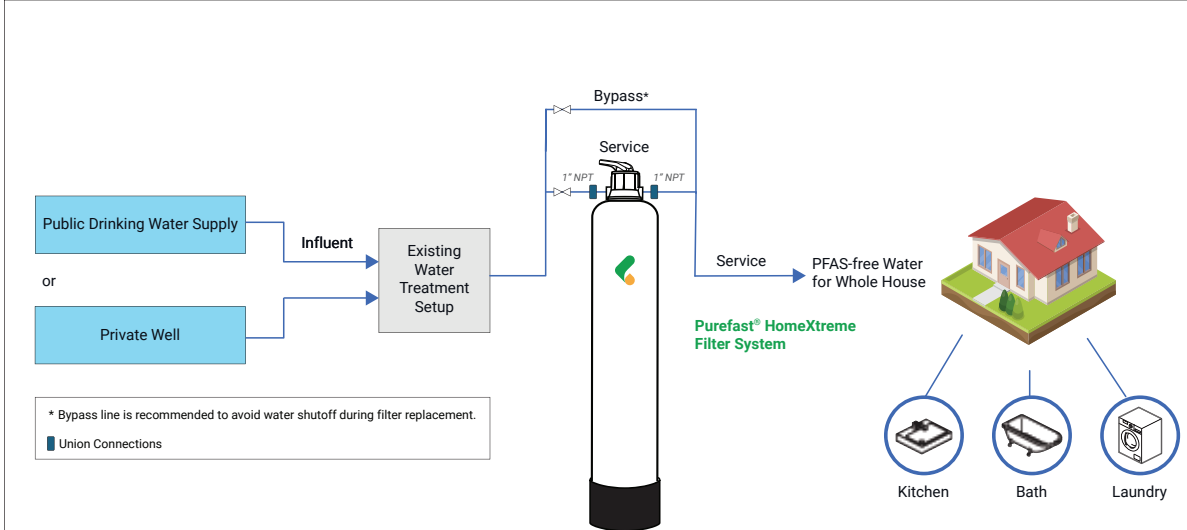 Bypass*
Service
1” NPT
1” NPT
Public Drinking Water Supply
Influent
or
Private Well
Existing
Water
Treatment
Setup
Service
PFAS-free Water
for Whole House
Purefast® HomeXtreme
Filter System
* Bypass line is recommended to avoid water shutoff during filter replacement.
Union Connections
Kitchen
Bath
Laundry